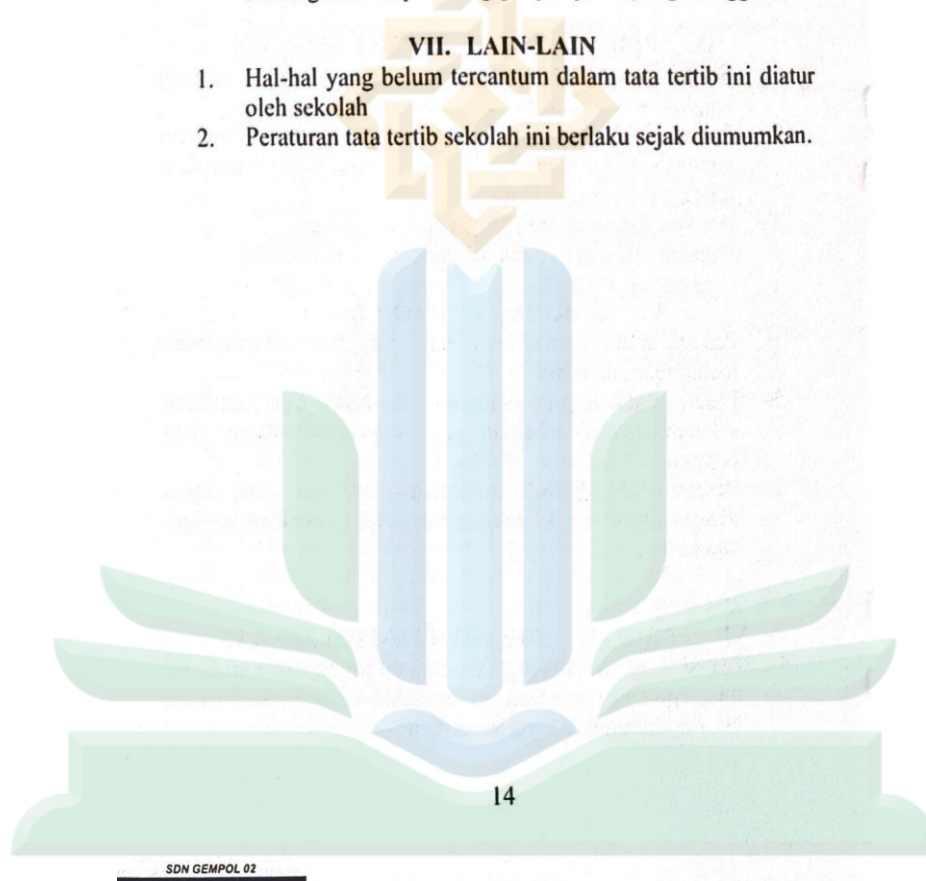 VII. LAIN-LAIN
1. Hal-hal yang belum tercantum dalam tata tertib ini diatur
oleh sekolah
2. Peraturan tata tertib sekolah ini berlaku sejak diumumkan.
14
SDN GEMPOL 02